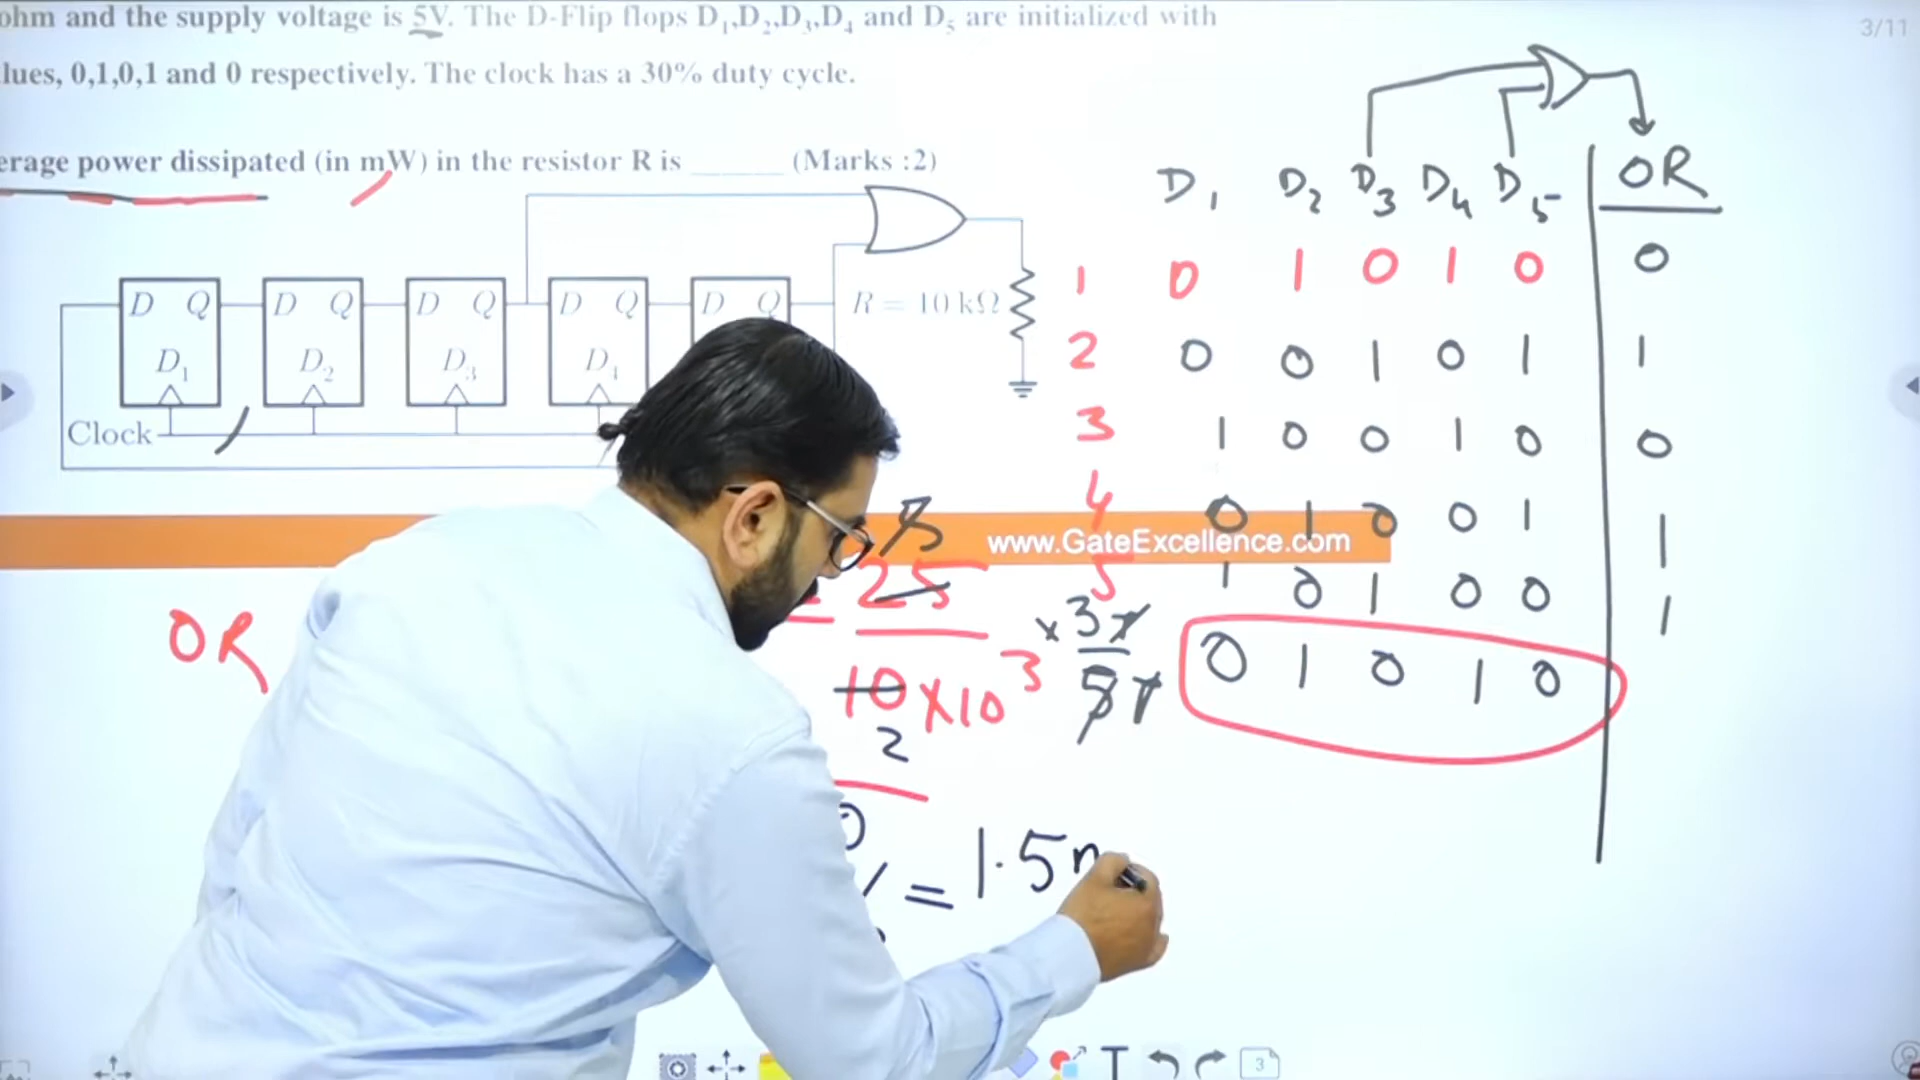 ohm and the supply voltage is 5V. The D-Flip flops D1,D2,,D3,,D4 and D5 are initialized with
lues, 0,1,0,1 and 0 respectively. The clock has a 30% duty cycle.
erage power dissipated (in mW) in the resistor R is ______ (Marks :2)
3/11
D Q D Q D Q D Q D Q
D1 D2 D3 D4
R = 10 kΩ
Clock
D1 D2 D3 D4 D5 OR
1 0 1 0 1 0 0
2 0 0 1 0 1 1
3 1 0 0 1 0 0
4 0 1 0 0 1 1
5 1 0 1 0 0 1
0 1 0 1 0
www.GateExcellence.com
OR
5
25
10 × 10 3
× 3T
5T
2
= 1.5
T
3